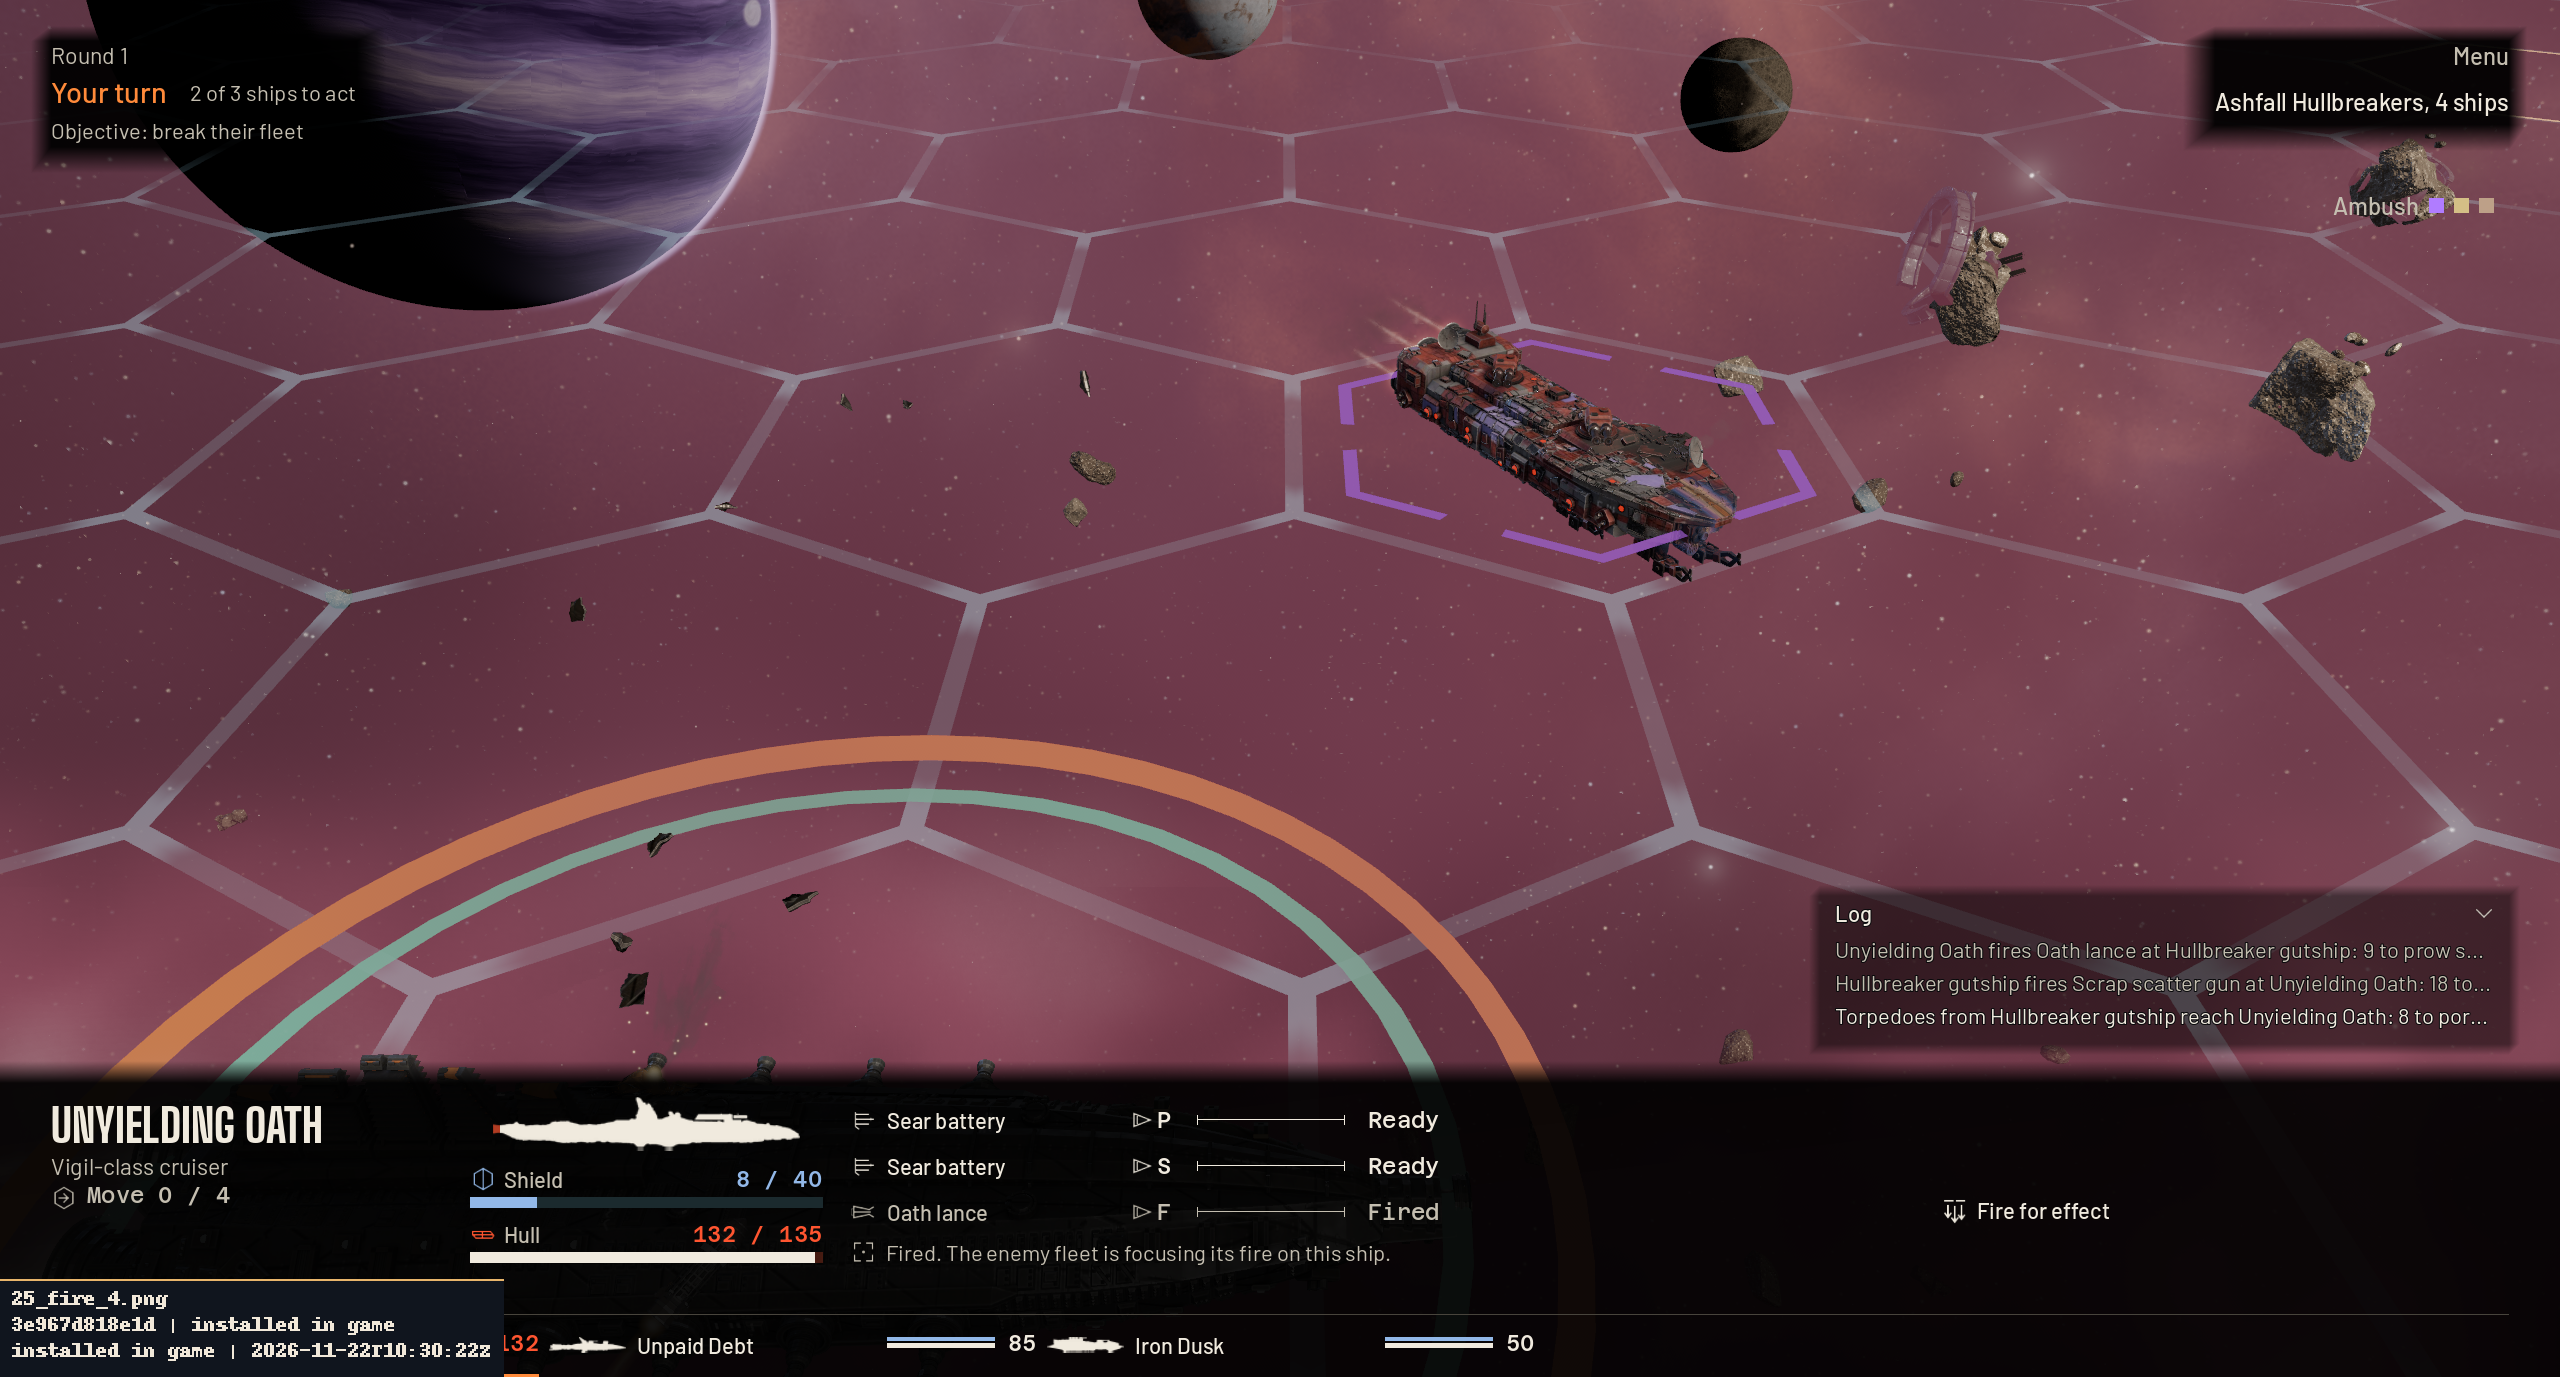 Round 1
Your turn 2 of 3 ships to act
Objective: break their fleet
Menu
Ashfall Hullbreakers, 4 ships
Ambush
Log
Unyielding Oath fires Oath lance at Hullbreaker gutship: 9 to prow s...
Hullbreaker gutship fires Scrap scatter gun at Unyielding Oath: 18 to...
Torpedoes from Hullbreaker gutship reach Unyielding Oath: 8 to por...
UNYIELDING OATH
Vigil-class cruiser
Move 0 / 4
Shield 8 / 40
Hull 132 / 135
Sear battery P Ready
Sear battery S Ready
Oath lance F Fired
Fired. The enemy fleet is focusing its fire on this ship.
Fire for effect
25_fire_4.png
3e967d818e1d | installed in game
installed in game | 2026-11-22T10:30:22Z
132 Unpaid Debt 85 Iron Dusk 50